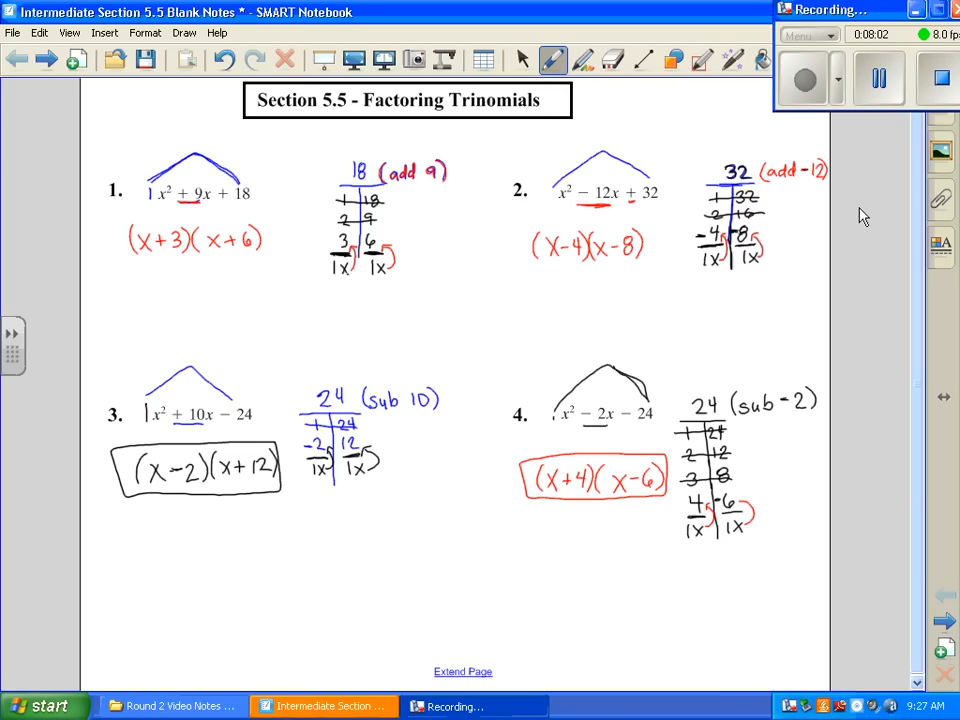 Intermediate Section 5.5 Blank Notes * - SMART Notebook
Recording...
File Edit View Insert Format Draw Help
Menu
0:08:02
8.0 fp
Section 5.5 - Factoring Trinomials
1. 1x² + 9x + 18
(x+3)(x+6)
18 (add 9)
1 18
2 9
3 6
1x 1x
2. x² − 12x + 32
(x-4)(x-8)
32 (add -12)
1 32
2 16
-4 -8
1x 1x
3. 1x² + 10x − 24
(x-2)(x+12)
24 (sub 10)
1 24
-2 12
1x 1x
4. x² − 2x − 24
(x+4)(x-6)
24 (sub -2)
1 24
2 12
3 8
4 -6
1x 1x
Extend Page
start
Round 2 Video Notes ...
Intermediate Section ...
Recording...
9:27 AM